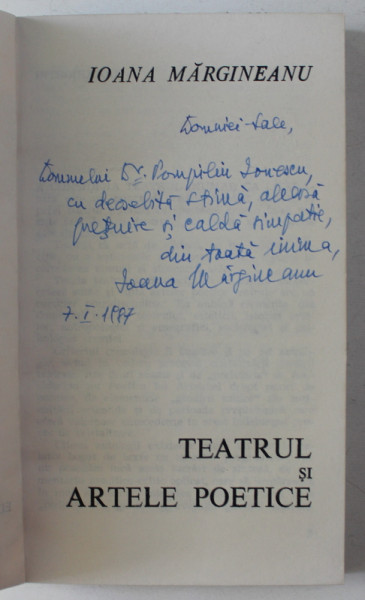 IOANA MĂRGINEANU
Domniei-Sale,
Domnului Dr. Pompiliu Ionescu,
cu deosebită stimă, aleasă
prețuire și caldă simpatie,
din toată inima,
Ioana Mărgineanu
7.I.1987
TEATRUL
ȘI
ARTELE POETICE